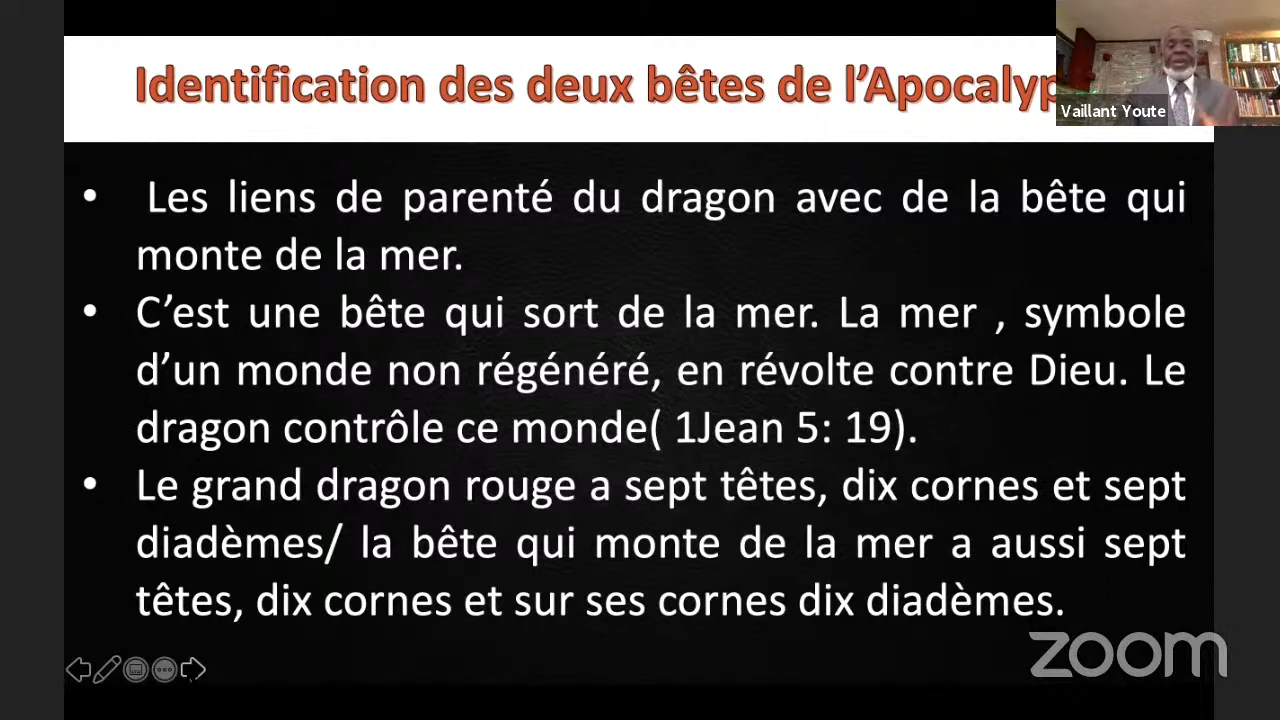 Identification des deux bêtes de l’Apocalyp
Vaillant Youte
• Les liens de parenté du dragon avec de la bête qui
monte de la mer.
• C’est une bête qui sort de la mer. La mer , symbole
d’un monde non régénéré, en révolte contre Dieu. Le
dragon contrôle ce monde( 1Jean 5: 19).
• Le grand dragon rouge a sept têtes, dix cornes et sept
diadèmes/ la bête qui monte de la mer a aussi sept
têtes, dix cornes et sur ses cornes dix diadèmes.
zoom